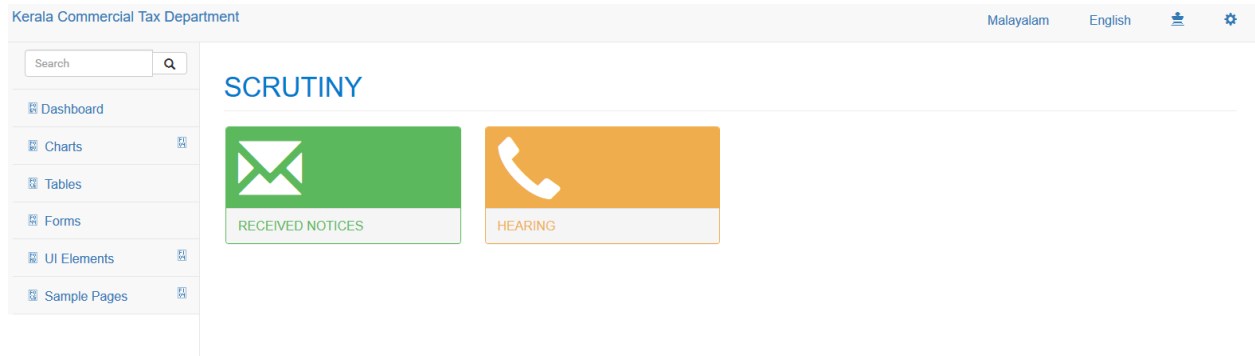 Kerala Commercial Tax Department
Malayalam
English
Search
SCRUTINY
Dashboard
Charts
Tables
Forms
UI Elements
Sample Pages
RECEIVED NOTICES
HEARING